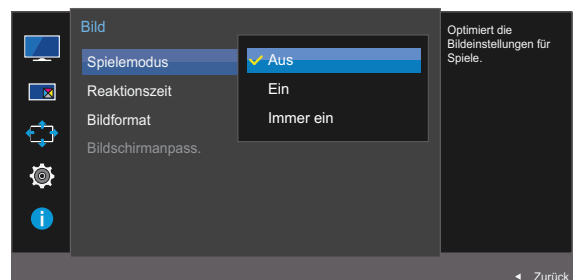 Bild
Spielemodus
Reaktionszeit
Bildformat
Bildschirmanpass.
Aus
Ein
Immer ein
Optimiert die
Bildeinstellungen für
Spiele.
Zurück